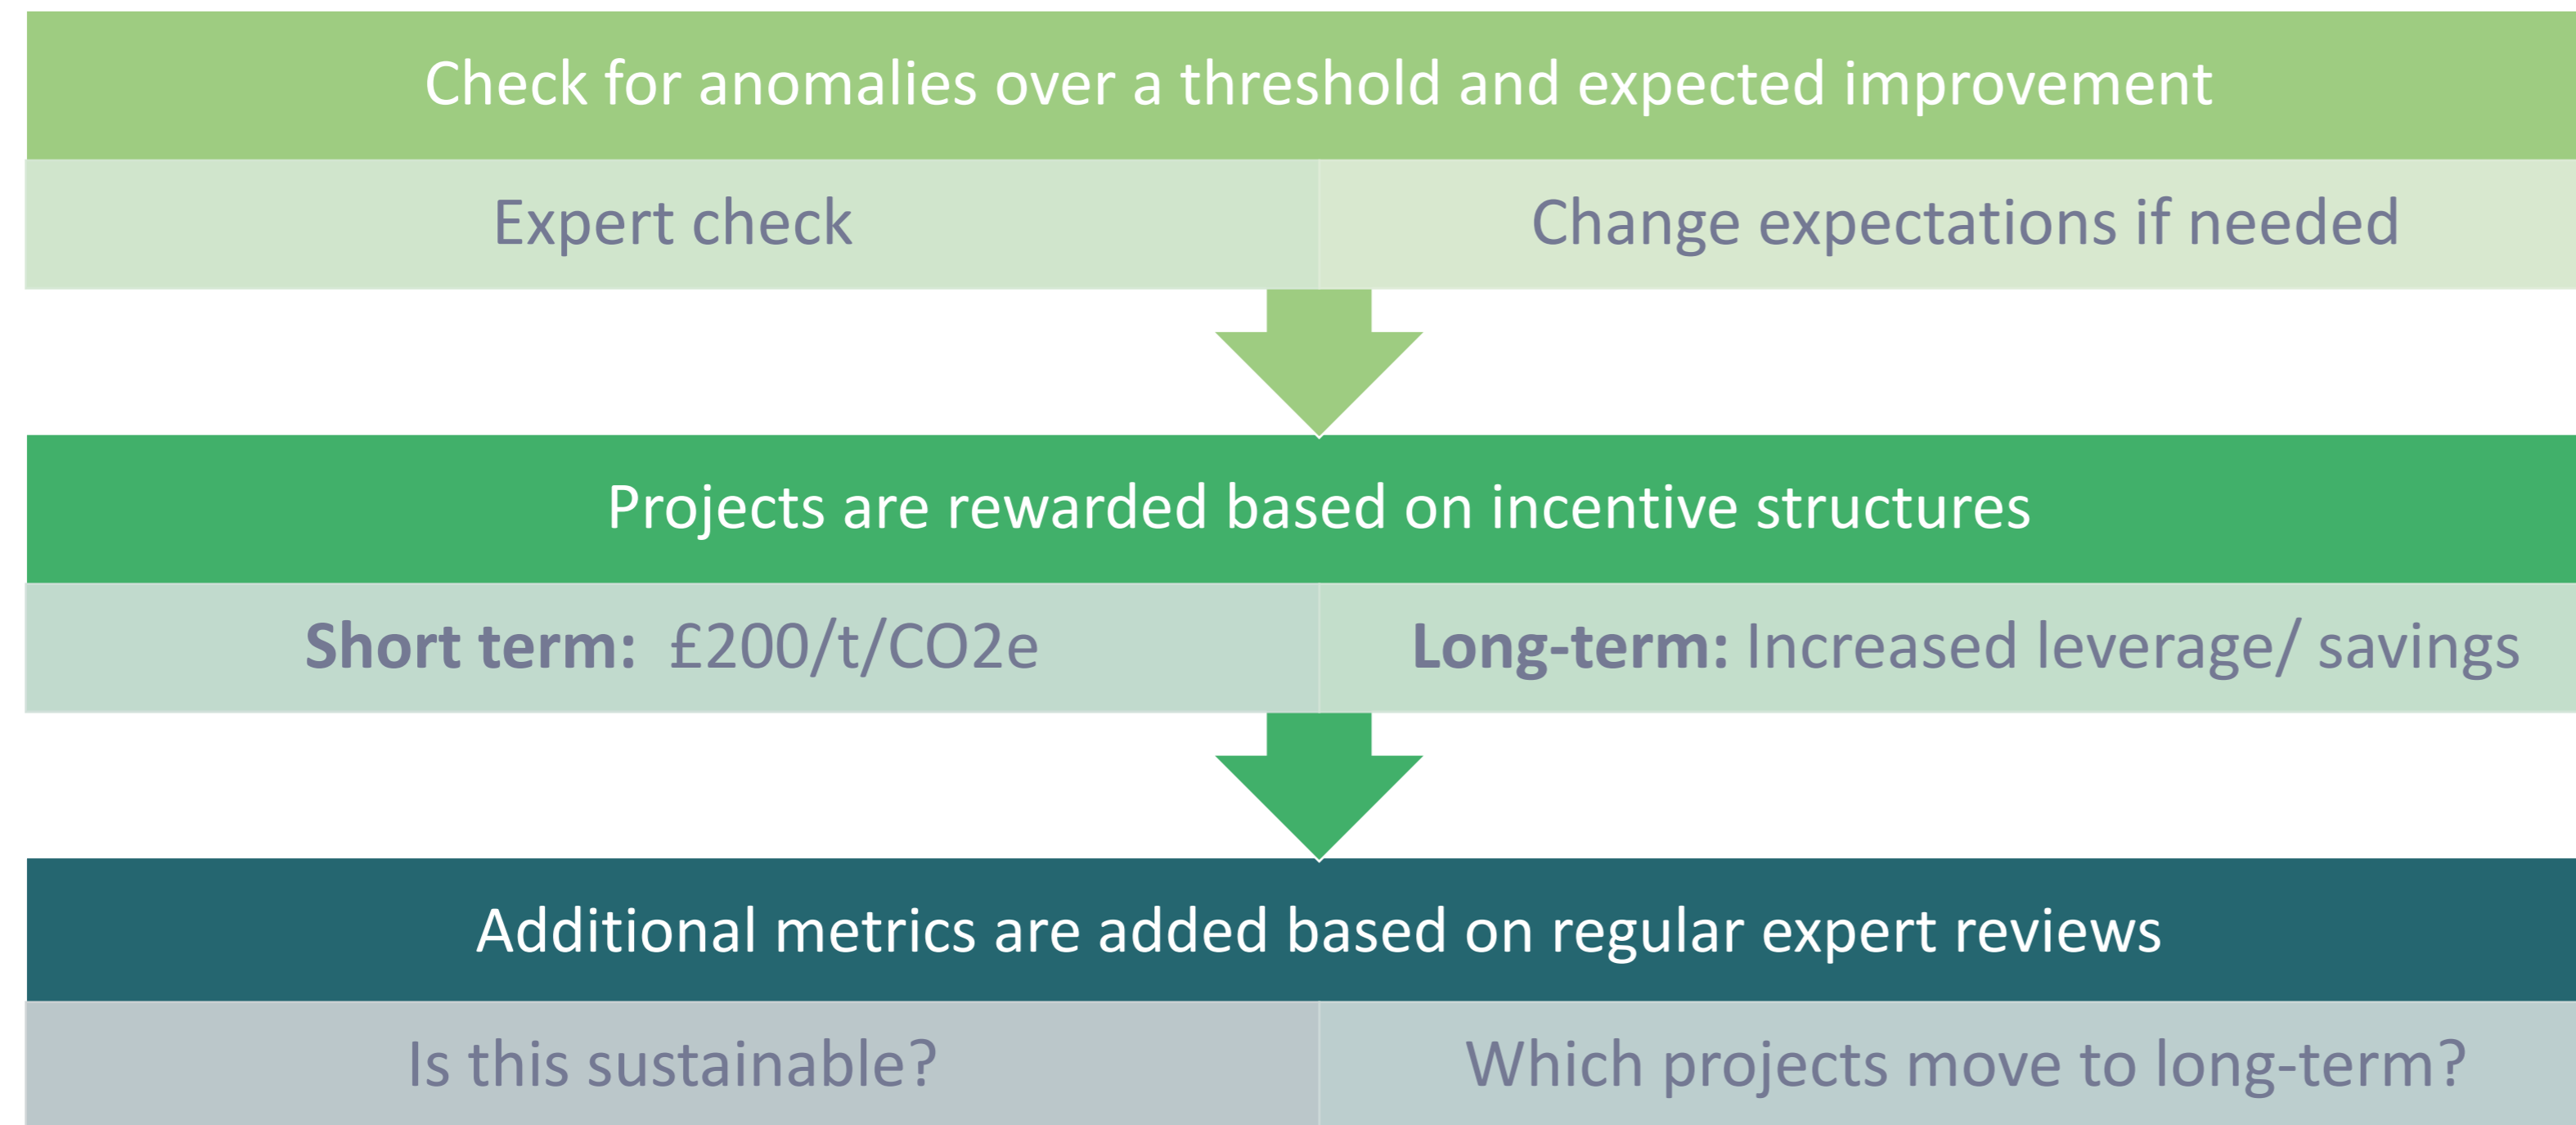 Check for anomalies over a threshold and expected improvement
Expert check
Change expectations if needed
Projects are rewarded based on incentive structures
Short term: £200/t/CO2e
Long-term: Increased leverage/ savings
Additional metrics are added based on regular expert reviews
Is this sustainable?
Which projects move to long-term?